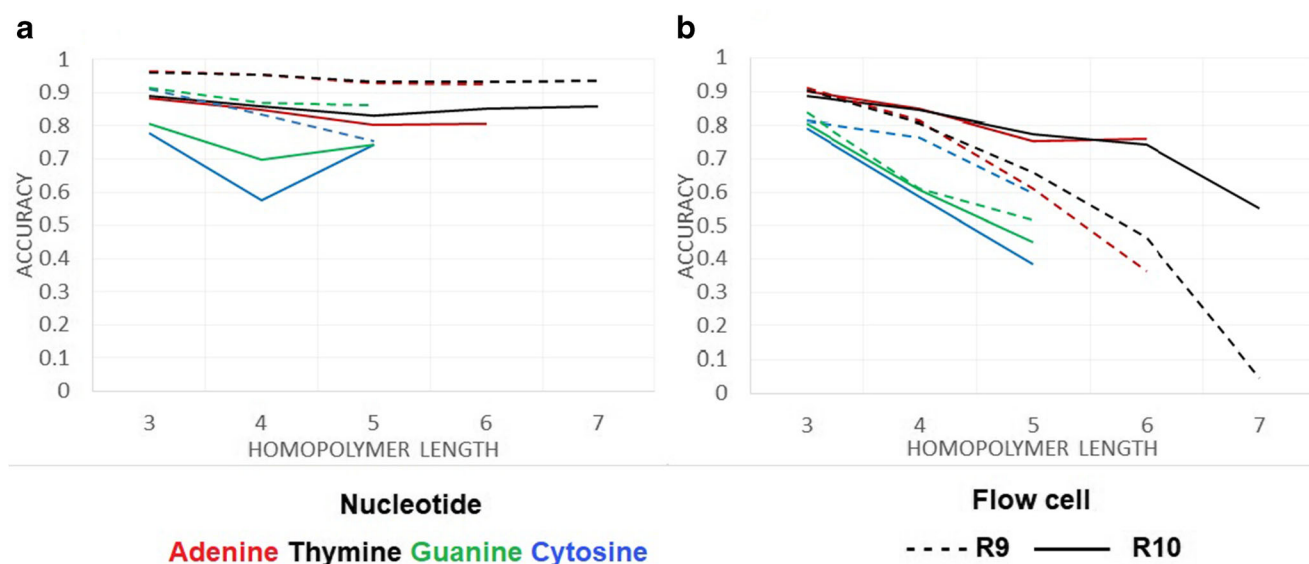 a
1
0.9
0.8
0.7
0.6
0.5
0.4
0.3
0.2
0.1
0
ACCURACY
3 4 5 6 7
HOMOPOLYMER LENGTH
b
1
0.9
0.8
0.7
0.6
0.5
0.4
0.3
0.2
0.1
0
ACCURACY
3 4 5 6 7
HOMOPOLYMER LENGTH
Nucleotide
Adenine Thymine Guanine Cytosine
Flow cell
R9 R10